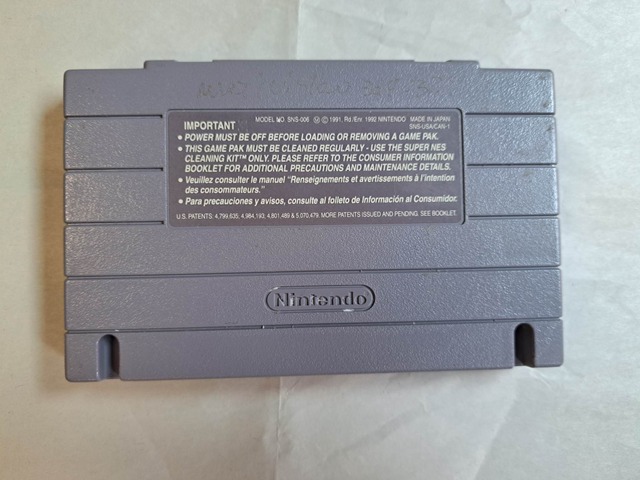 IMPORTANT
MODEL NO. SNS-006 Ⓜ © 1991, Rd./Enr. 1992 NINTENDO MADE IN JAPAN
SNS-USA/CAN-1
• POWER MUST BE OFF BEFORE LOADING OR REMOVING A GAME PAK.
• THIS GAME PAK MUST BE CLEANED REGULARLY - USE THE SUPER NES
CLEANING KIT™ ONLY. PLEASE REFER TO THE CONSUMER INFORMATION
BOOKLET FOR ADDITIONAL PRECAUTIONS AND MAINTENANCE DETAILS.
• Veuillez consulter le manuel "Renseignements et avertissements à l'intention
des consommateurs."
• Para precauciones y avisos, consulte al folleto de Información al Consumidor.
U.S. PATENTS: 4,799,635, 4,984,193, 4,801,489 & 5,070,479. MORE PATENTS ISSUED AND PENDING. SEE BOOKLET.
Nintendo